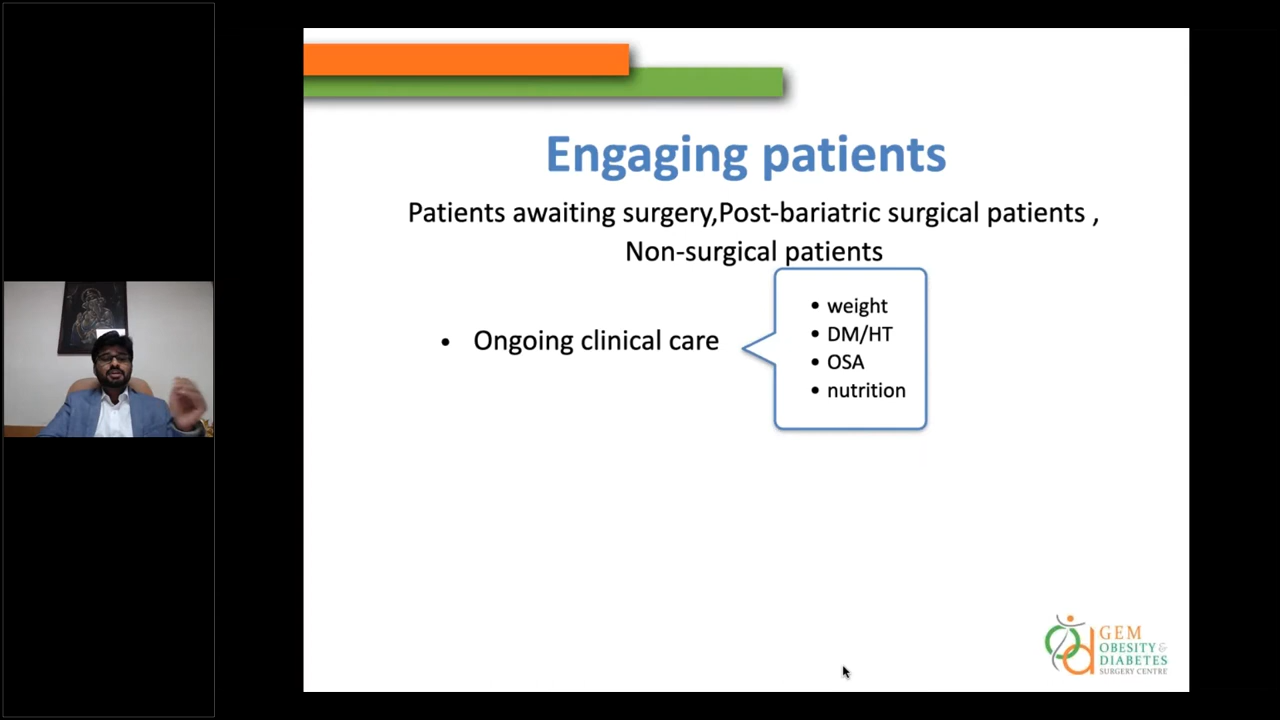 Engaging patients
Patients awaiting surgery,Post-bariatric surgical patients ,
Non-surgical patients
• Ongoing clinical care
• weight
• DM/HT
• OSA
• nutrition
GEM
OBESITY &
DIABETES
SURGERY CENTRE